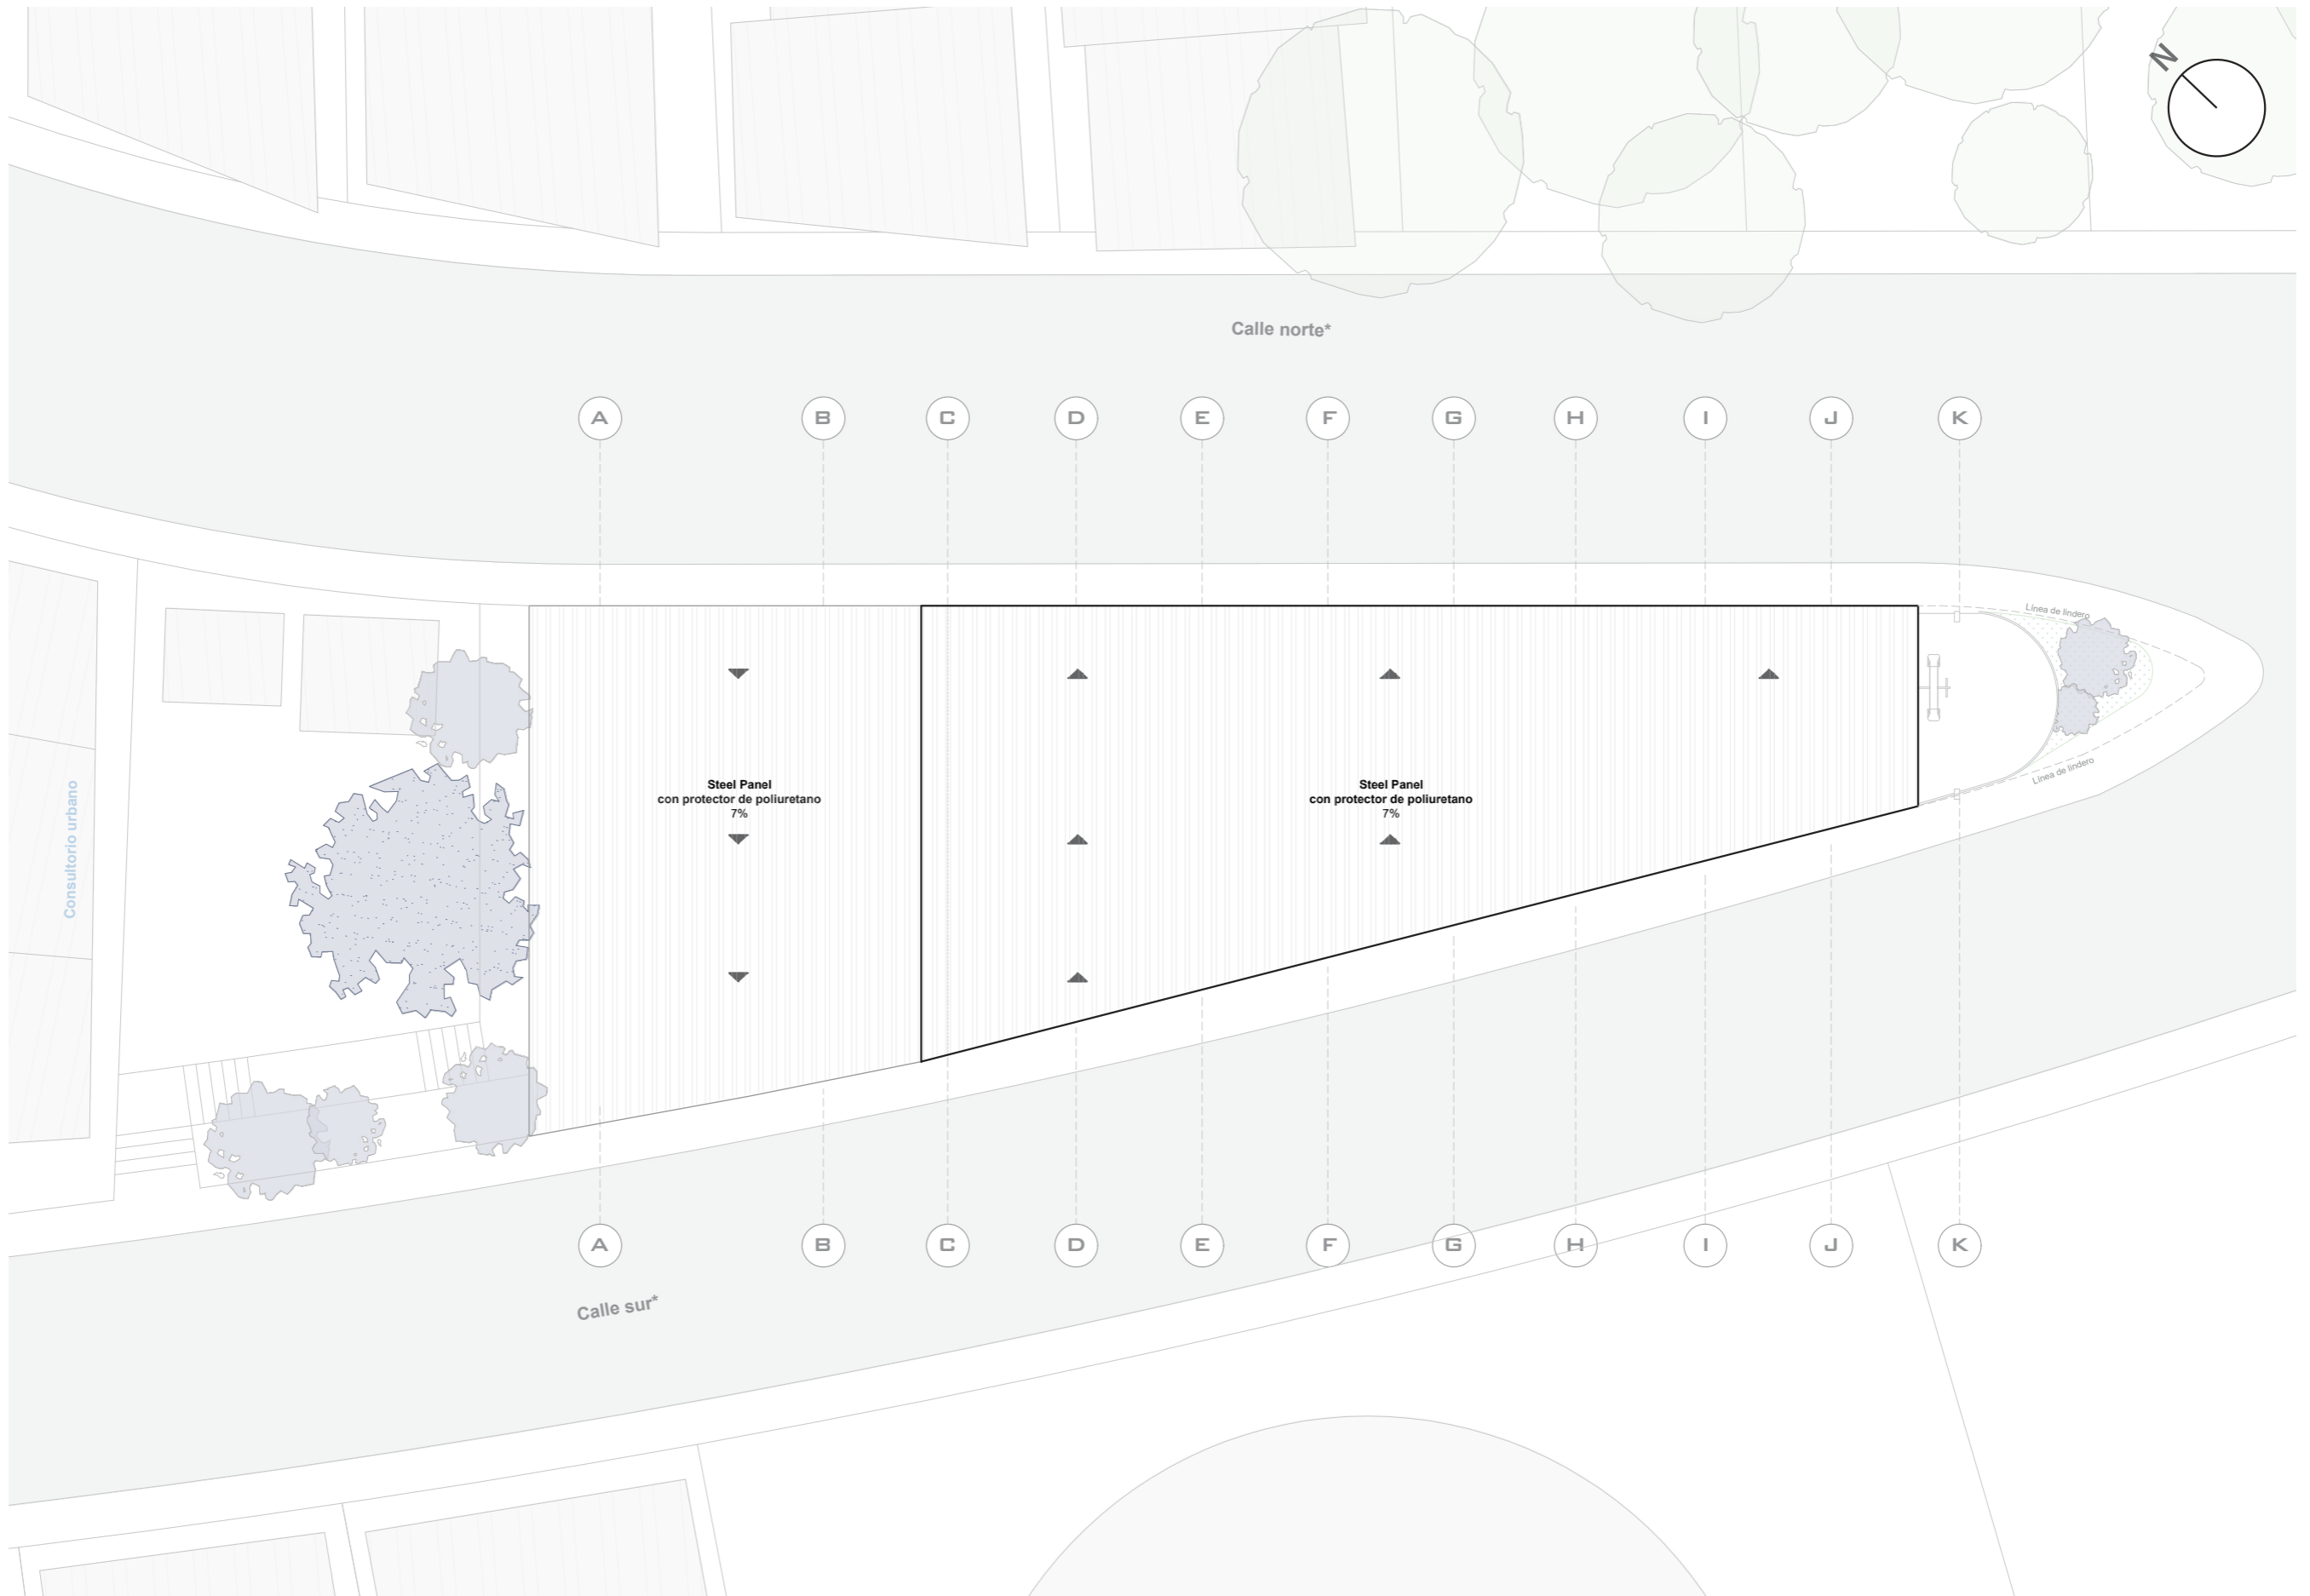 N
Calle norte*
A B C D E F G H I J K
Línea de lindero
Steel Panel
con protector de poliuretano
7%
Steel Panel
con protector de poliuretano
7%
Línea de lindero
Consultorio urbano
A B C D E F G H I J K
Calle sur*